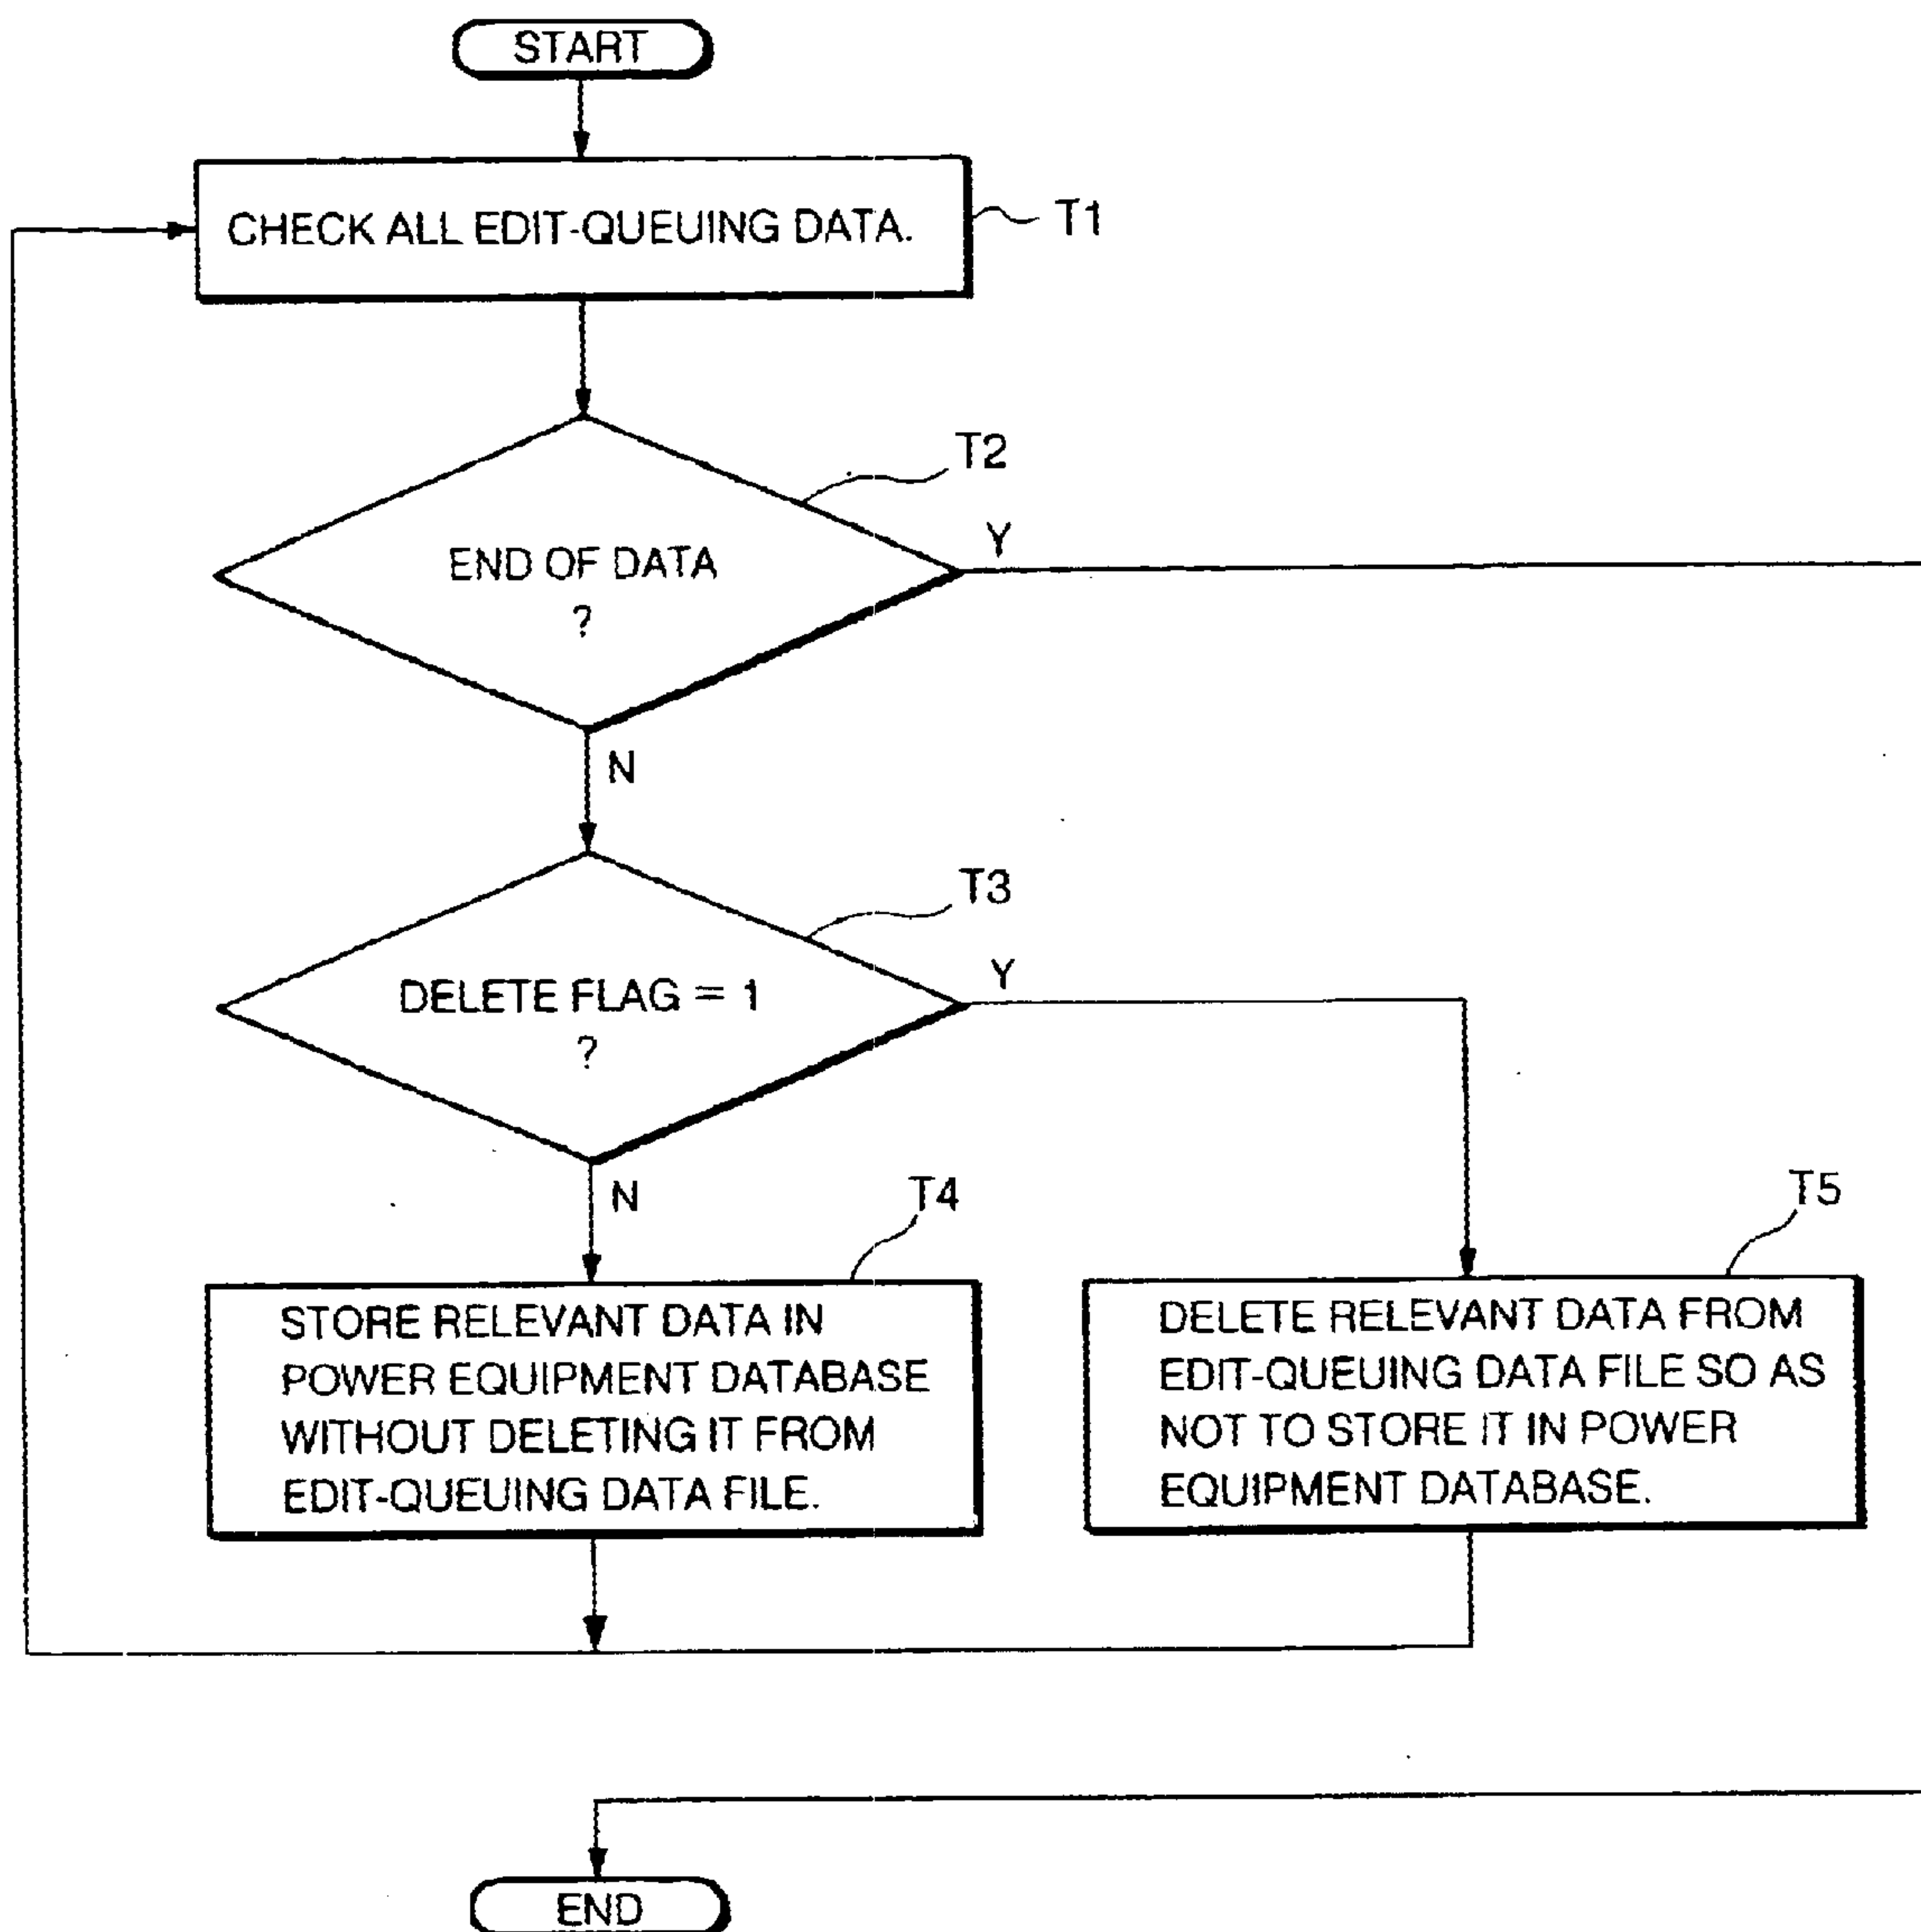 START
CHECK ALL EDIT-QUEUING DATA.
T1
T2
END OF DATA
?
Y
N
T3
DELETE FLAG = 1
?
Y
N
T4
STORE RELEVANT DATA IN
POWER EQUIPMENT DATABASE
WITHOUT DELETING IT FROM
EDIT-QUEUING DATA FILE.
T5
DELETE RELEVANT DATA FROM
EDIT-QUEUING DATA FILE SO AS
NOT TO STORE IT IN POWER
EQUIPMENT DATABASE.
END